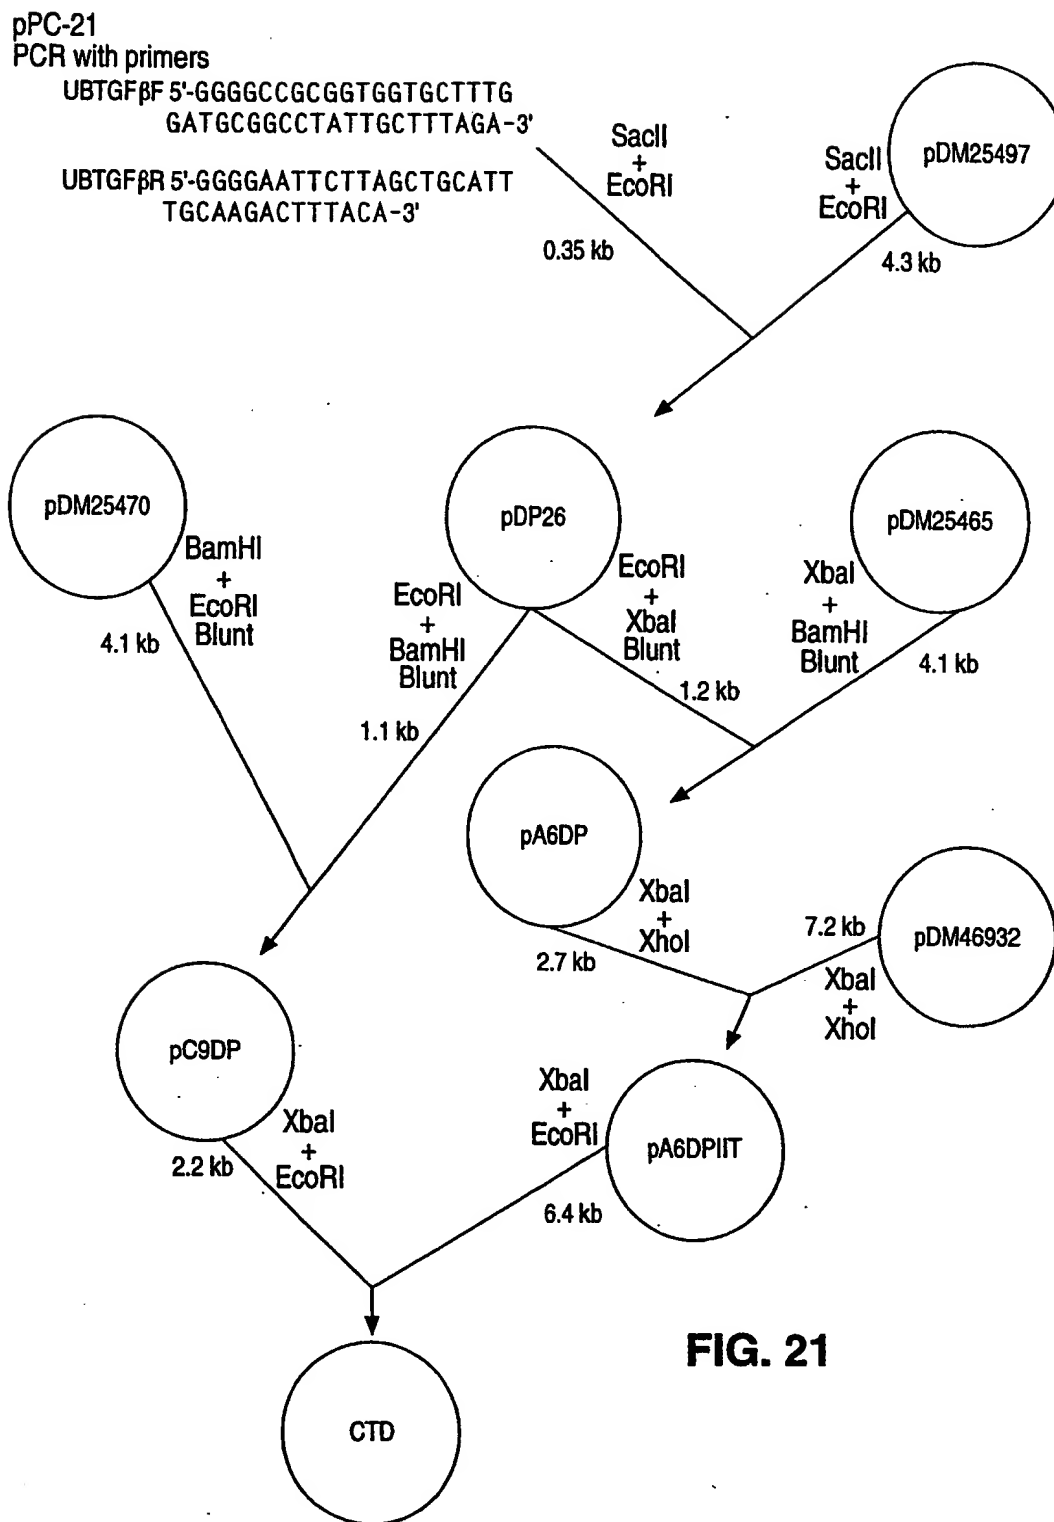 pPC-21
PCR with primers
UBTGFβF 5'-GGGGCCGCGGTGGTGCTTTG
GATGCGGCCTATTGCTTTAGA-3'
UBTGFβR 5'-GGGGAATTCTTAGCTGCATT
TGCAAGACTTTACA-3'
SacII
+
EcoRI
0.35 kb
pDM25497
SacII
+
EcoRI
4.3 kb
pDM25470
BamHI
+
EcoRI
Blunt
4.1 kb
pDP26
EcoRI
+
BamHI
Blunt
1.1 kb
EcoRI
+
XbaI
Blunt
1.2 kb
pDM25465
XbaI
+
BamHI
Blunt
4.1 kb
pA6DP
XbaI
+
XhoI
2.7 kb
pDM46932
7.2 kb
XbaI
+
XhoI
pC9DP
XbaI
+
EcoRI
2.2 kb
pA6DPIIT
XbaI
+
EcoRI
6.4 kb
CTD
FIG. 21